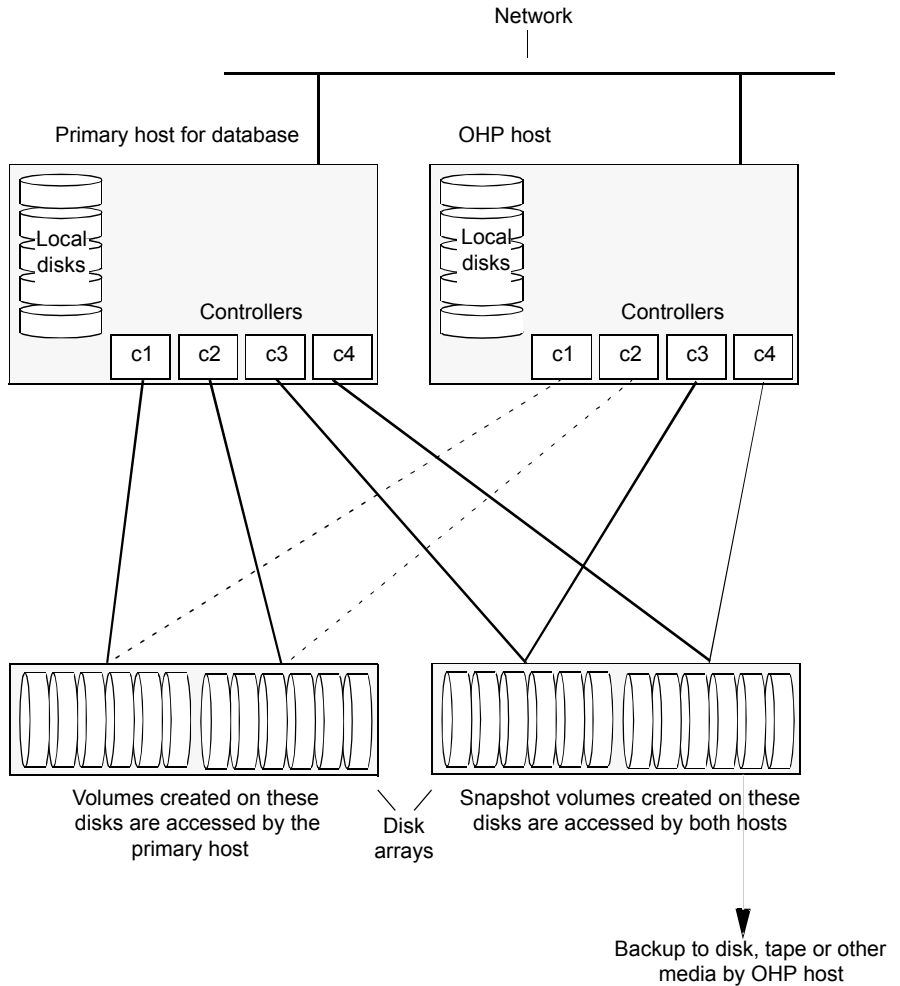 Network
Primary host for database
OHP host
Local
disks
Local
disks
Controllers
Controllers
c1
c2
c3
c4
c1
c2
c3
c4
Volumes created on these
disks are accessed by the
primary host
Disk
arrays
Snapshot volumes created on these
disks are accessed by both hosts
Backup to disk, tape or other
media by OHP host